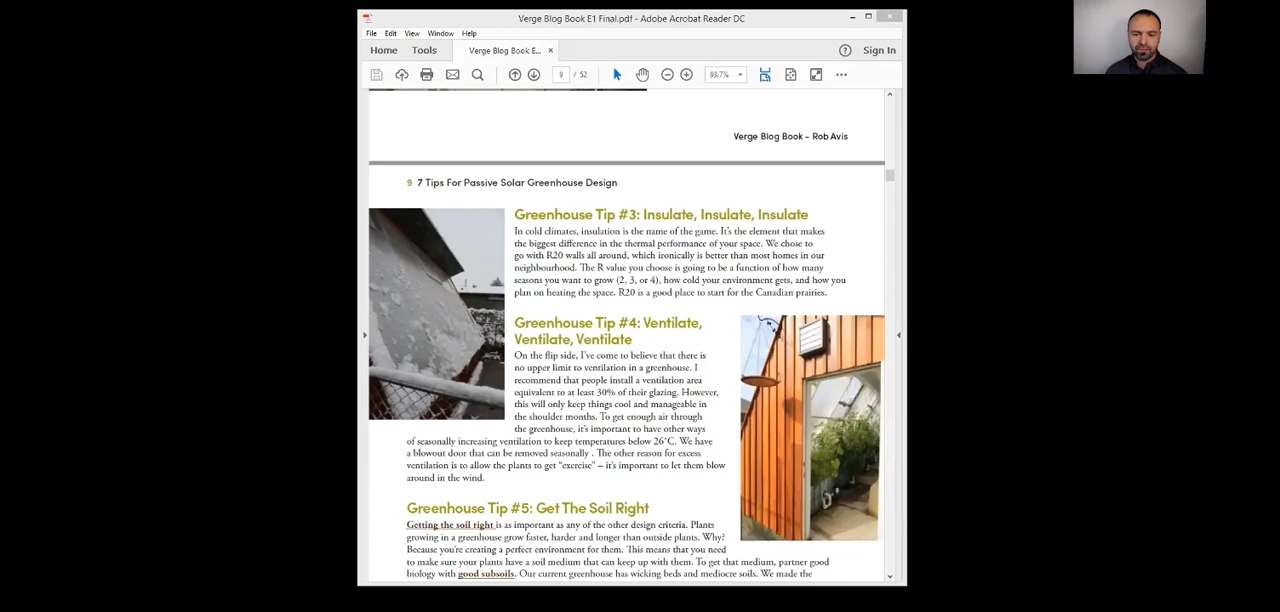 Verge Blog Book E1 Final.pdf - Adobe Acrobat Reader DC
File Edit View Window Help
Home Tools Verge Blog Book E... × Sign In
9 / 52 93.7%
Verge Blog Book - Rob Avis
9 7 Tips For Passive Solar Greenhouse Design
Greenhouse Tip #3: Insulate, Insulate, Insulate
In cold climates, insulation is the name of the game. It's the element that makes
the biggest difference in the thermal performance of your space. We chose to
go with R20 walls all around, which ironically is better than most homes in our
neighbourhood. The R value you choose is going to be a function of how many
seasons you want to grow (2, 3, or 4), how cold your environment gets, and how you
plan on heating the space. R20 is a good place to start for the Canadian prairies.
Greenhouse Tip #4: Ventilate,
Ventilate, Ventilate
On the flip side, I've come to believe that there is
no upper limit to ventilation in a greenhouse. I
recommend that people install a ventilation area
equivalent to at least 30% of their glazing. However,
this will only keep things cool and manageable in
the shoulder months. To get enough air through
the greenhouse, it's important to have other ways
of seasonally increasing ventilation to keep temperatures below 26˚C. We have
a blowout door that can be removed seasonally . The other reason for excess
ventilation is to allow the plants to get "exercise" – it's important to let them blow
around in the wind.
Greenhouse Tip #5: Get The Soil Right
Getting the soil right is as important as any of the other design criteria. Plants
growing in a greenhouse grow faster, harder and longer than outside plants. Why?
Because you're creating a perfect environment for them. This means that you need
to make sure your plants have a soil medium that can keep up with them. To get that medium, partner good
biology with good subsoils. Our current greenhouse has wicking beds and mediocre soils. We made the